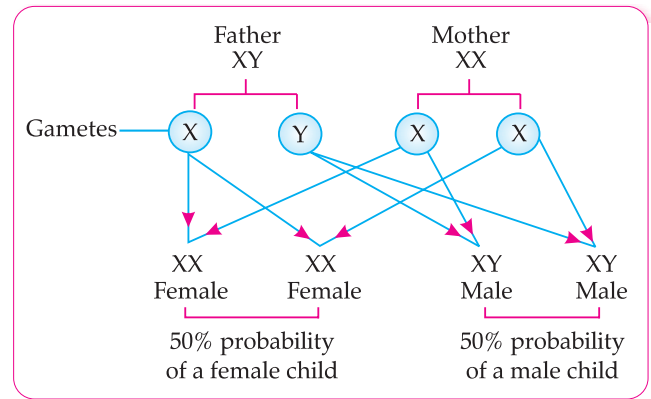 Father Mother
XY XX
Gametes X Y X X
XX XX XY XY
Female Female Male Male
50% probability 50% probability
of a female child of a male child